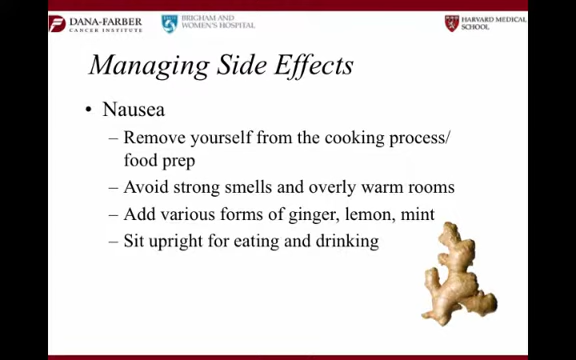 DANA-FARBER
CANCER INSTITUTE
BRIGHAM AND
WOMEN'S HOSPITAL
HARVARD MEDICAL
SCHOOL
Managing Side Effects
• Nausea
– Remove yourself from the cooking process/
food prep
– Avoid strong smells and overly warm rooms
– Add various forms of ginger, lemon, mint
– Sit upright for eating and drinking